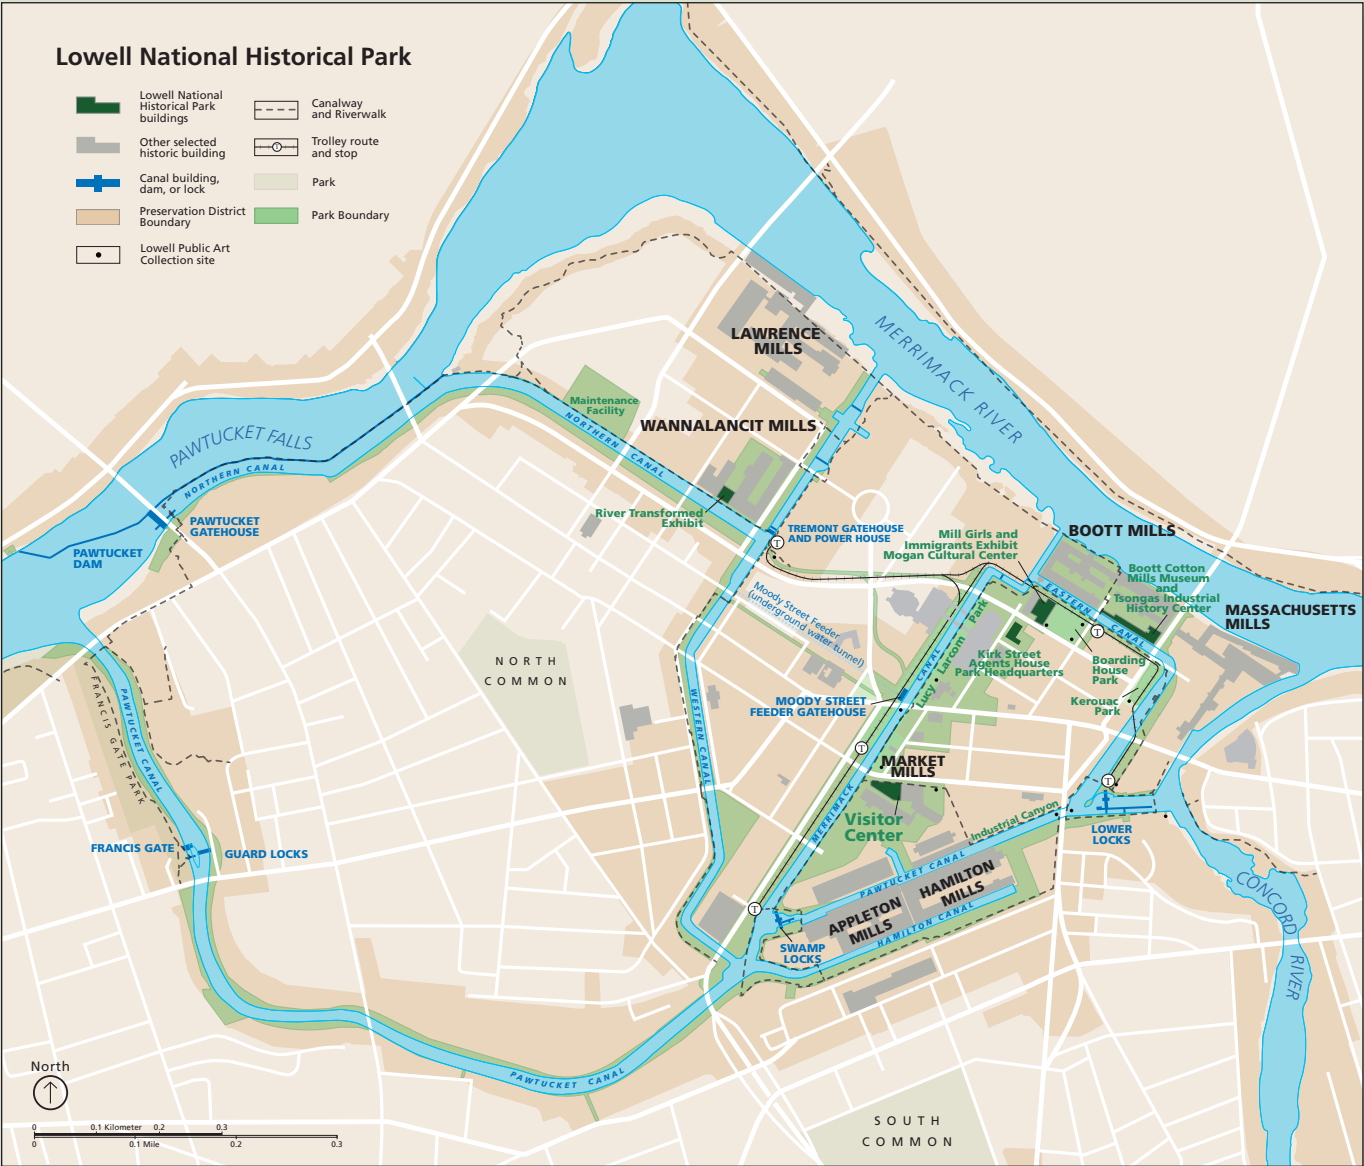 Lowell National Historical Park
Lowell National
Historical Park
buildings
Other selected
historic building
Canal building,
dam, or lock
Preservation District
Boundary
Lowell Public Art
Collection site
Canalway
and Riverwalk
T
Trolley route
and stop
Park
Park Boundary
MERRIMACK RIVER
LAWRENCE
MILLS
Maintenance
Facility
WANNALANCIT MILLS
NORTHERN CANAL
PAWTUCKET FALLS
NORTHERN CANAL
River Transformed
Exhibit
PAWTUCKET
GATEHOUSE
PAWTUCKET
DAM
TREMONT GATEHOUSE
AND POWER HOUSE
T
Mill Girls and
Immigrants Exhibit
Mogan Cultural Center
BOOTT MILLS
Boott Cotton
Mills Museum
and
Tsongas Industrial
History Center
MASSACHUSETTS
MILLS
EASTERN CANAL
T
Moody Street Feeder
(underground water tunnel)
Kirk Street
Agents House
Park Headquarters
Boarding
House
Park
Kerouac
Park
Lucy Larcom Park
NORTH
COMMON
MOODY STREET
FEEDER GATEHOUSE
WESTERN CANAL
FRANCIS GATE PARK
PAWTUCKET CANAL
MERRIMACK CANAL
T
MARKET
MILLS
T
Visitor
Center
Industrial Canyon
LOWER
LOCKS
FRANCIS GATE
GUARD LOCKS
PAWTUCKET CANAL
HAMILTON
MILLS
APPLETON
MILLS
HAMILTON CANAL
T
SWAMP
LOCKS
CONCORD RIVER
PAWTUCKET CANAL
SOUTH
COMMON
North
0 0.1 Kilometer 0.2 0.3
0 0.1 Mile 0.2 0.3